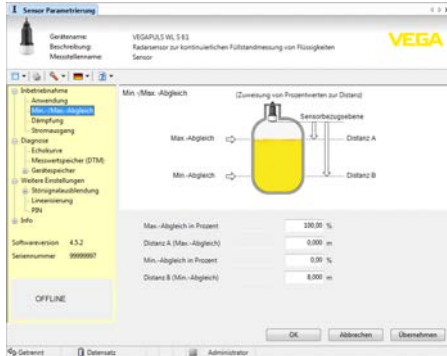 Sensor Parametrierung
Gerätename: VEGAPULS WL S 61
Beschreibung: Radarsensor zur kontinuierlichen Füllstandmessung von Flüssigkeiten
Messstellenname: Sensor
VEGA
Inbetriebnahme
Anwendung
Min.-/Max.-Abgleich
Dämpfung
Stromausgang
Diagnose
Echokurve
Messwertspeicher (DTM)
Gerätespeicher
Weitere Einstellungen
Störsignalausblendung
Linearisierung
PIN
Info
Softwareversion 4.5.2
Seriennummer 99999997
OFFLINE
Min.-/Max.-Abgleich
(Zuweisung von Prozentwerten zur Distanz)
Sensorbezugsebene
Max.-Abgleich
Distanz A
Min.-Abgleich
Distanz B
Max.-Abgleich in Prozent 100,00 %
Distanz A (Max.-Abgleich) 0,000 m
Min.-Abgleich in Prozent 0,00 %
Distanz B (Min.-Abgleich) 8,000 m
OK Abbrechen Übernehmen
Getrennt Datensatz Administrator